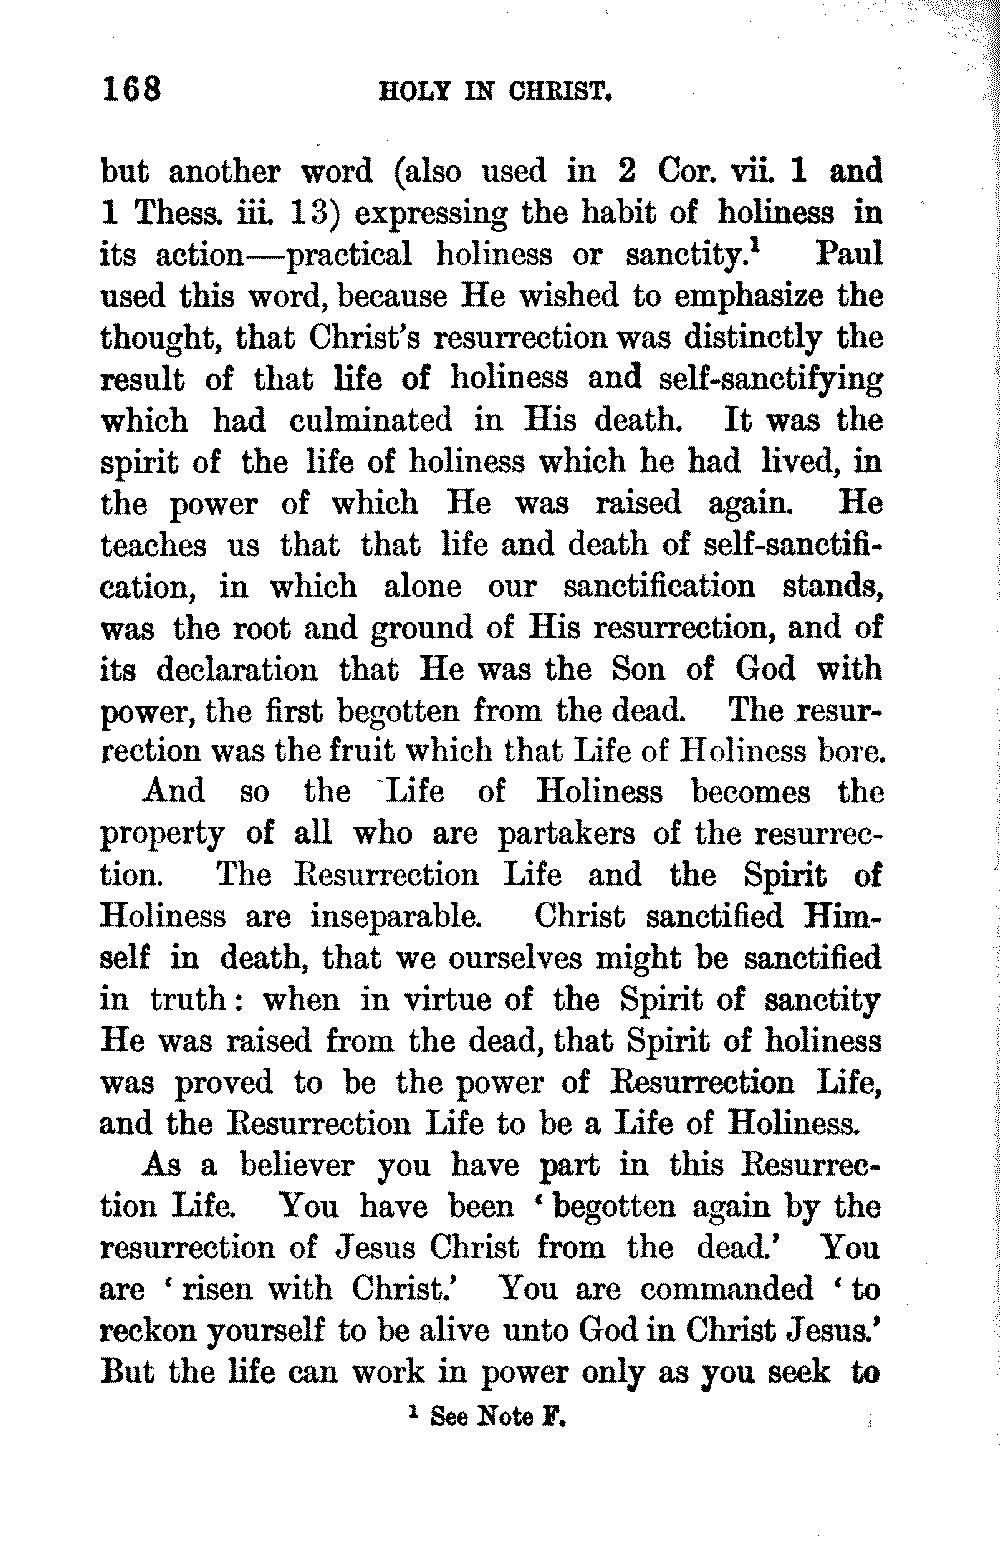 168 HOLY IN CHRIST.
but another word (also used in 2 Cor. vii. 1 and
1 Thess. iii. 13) expressing the habit of holiness in
its action—practical holiness or sanctity.¹ Paul
used this word, because He wished to emphasize the
thought, that Christ's resurrection was distinctly the
result of that life of holiness and self-sanctifying
which had culminated in His death. It was the
spirit of the life of holiness which he had lived, in
the power of which He was raised again. He
teaches us that that life and death of self-sanctifi-
cation, in which alone our sanctification stands,
was the root and ground of His resurrection, and of
its declaration that He was the Son of God with
power, the first begotten from the dead. The resur-
rection was the fruit which that Life of Holiness bore.
And so the Life of Holiness becomes the
property of all who are partakers of the resurrec-
tion. The Resurrection Life and the Spirit of
Holiness are inseparable. Christ sanctified Him-
self in death, that we ourselves might be sanctified
in truth: when in virtue of the Spirit of sanctity
He was raised from the dead, that Spirit of holiness
was proved to be the power of Resurrection Life,
and the Resurrection Life to be a Life of Holiness.
As a believer you have part in this Resurrec-
tion Life. You have been ‘begotten again by the
resurrection of Jesus Christ from the dead.’ You
are ‘risen with Christ.’ You are commanded ‘to
reckon yourself to be alive unto God in Christ Jesus.’
But the life can work in power only as you seek to
¹ See Note F.